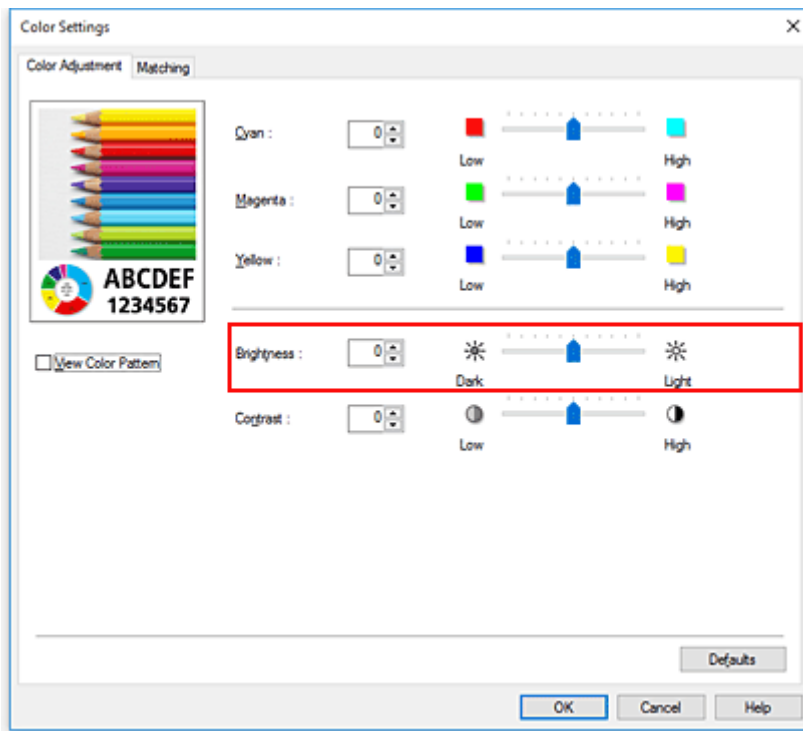 Color Settings
Color Adjustment Matching
Cyan : 0
Low High
Magenta : 0
Low High
Yellow : 0
Low High
ABCDEF
1234567
View Color Pattern
Brightness : 0
Dark Light
Contrast : 0
Low High
Defaults
OK Cancel Help